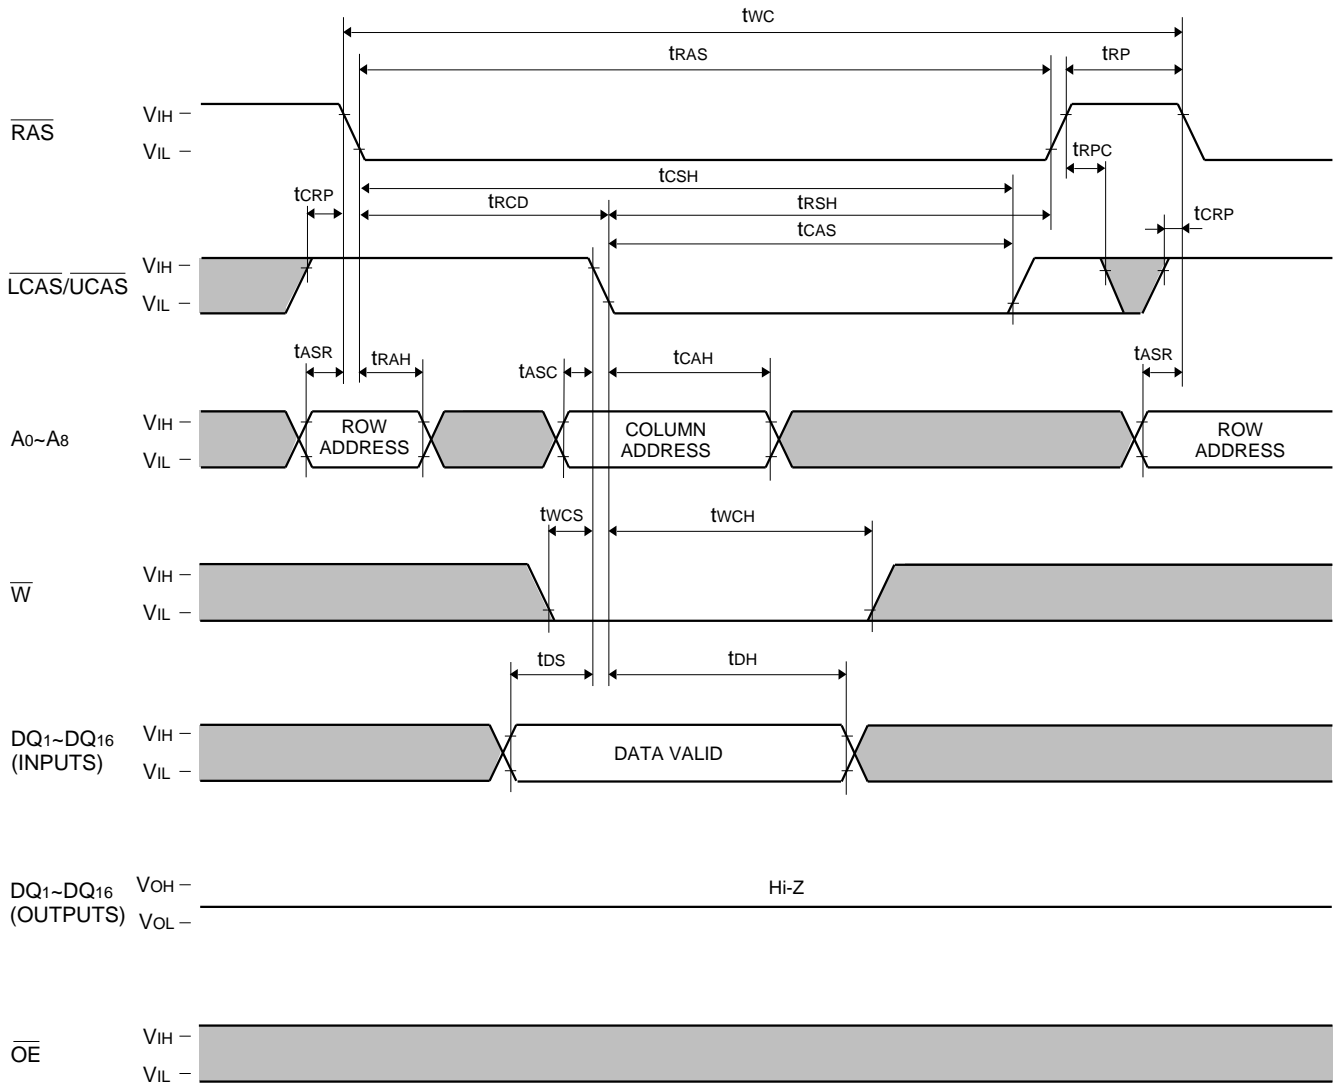 tWC
tRAS
tRP
RAS
VIH
VIL
tRPC
tCSH
tCRP
tRCD
tRSH
tCRP
tCAS
LCAS/UCAS
VIH
VIL
tASR
tRAH
tASC
tCAH
tASR
A0~A8
VIH
VIL
ROW
ADDRESS
COLUMN
ADDRESS
ROW
ADDRESS
tWCS
tWCH
W
VIH
VIL
tDS
tDH
DQ1~DQ16
(INPUTS)
VIH
VIL
DATA VALID
DQ1~DQ16
(OUTPUTS)
VOH
VOL
Hi-Z
OE
VIH
VIL